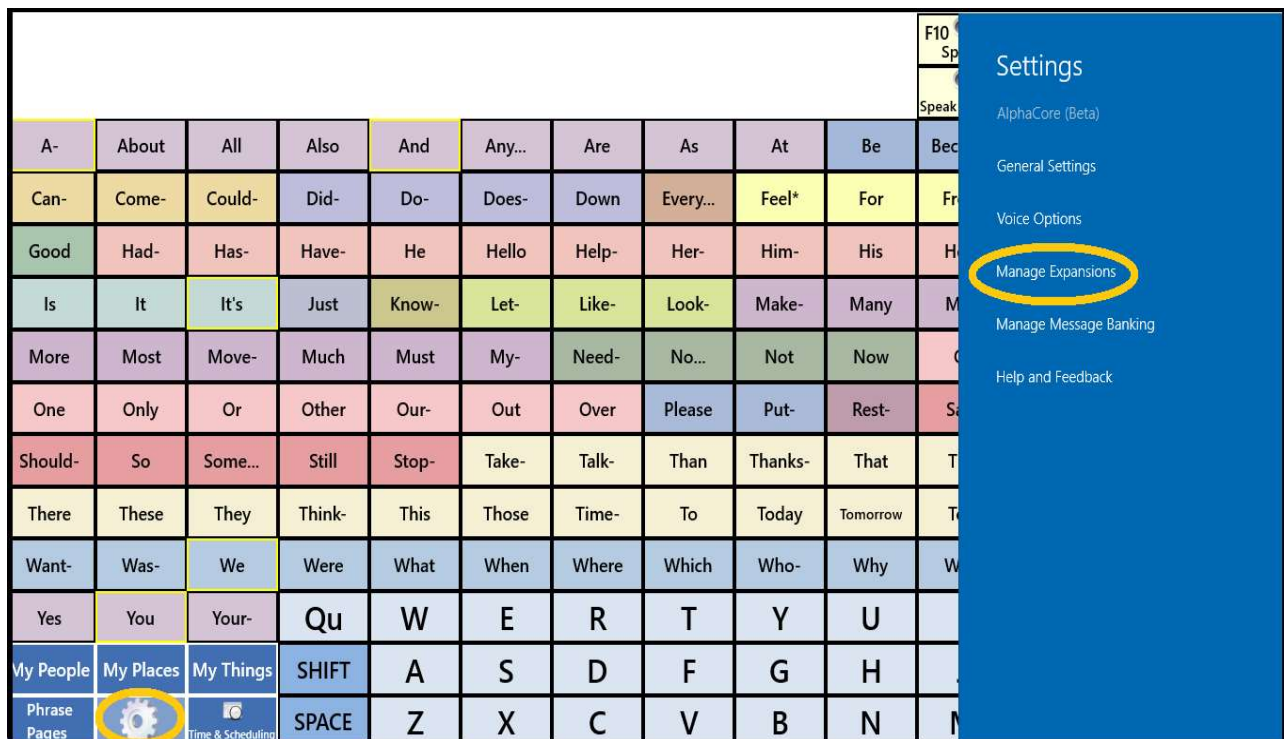 F10
Sp
Speak
A- About All Also And Any... Are As At Be Bec
Can- Come- Could- Did- Do- Does- Down Every... Feel* For Fr
Good Had- Has- Have- He Hello Help- Her- Him- His H
Is It It's Just Know- Let- Like- Look- Make- Many M
More Most Move- Much Must My- Need- No... Not Now
One Only Or Other Our- Out Over Please Put- Rest- Sa
Should- So Some... Still Stop- Take- Talk- Than Thanks- That T
There These They Think- This Those Time- To Today Tomorrow T
Want- Was- We Were What When Where Which Who- Why W
Yes You Your- Qu W E R T Y U
My People My Places My Things SHIFT A S D F G H
Phrase Pages Time & Scheduling SPACE Z X C V B N
Settings
AlphaCore (Beta)
General Settings
Voice Options
Manage Expansions
Manage Message Banking
Help and Feedback